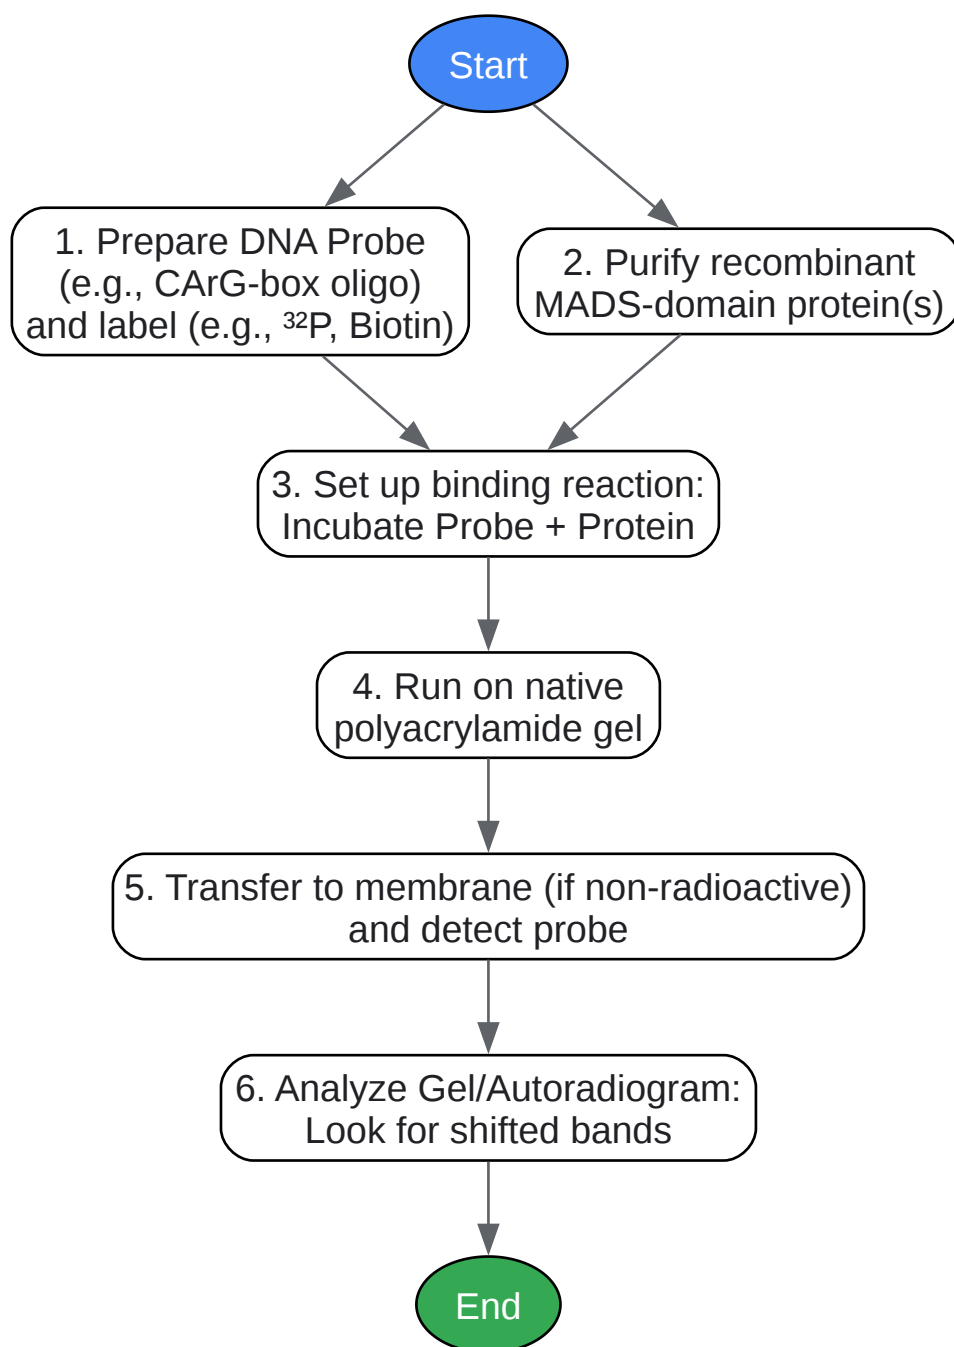 Start
1. Prepare DNA Probe
(e.g., CArG-box oligo)
and label (e.g., ³²P, Biotin)
2. Purify recombinant
MADS-domain protein(s)
3. Set up binding reaction:
Incubate Probe + Protein
4. Run on native
polyacrylamide gel
5. Transfer to membrane (if non-radioactive)
and detect probe
6. Analyze Gel/Autoradiogram:
Look for shifted bands
End